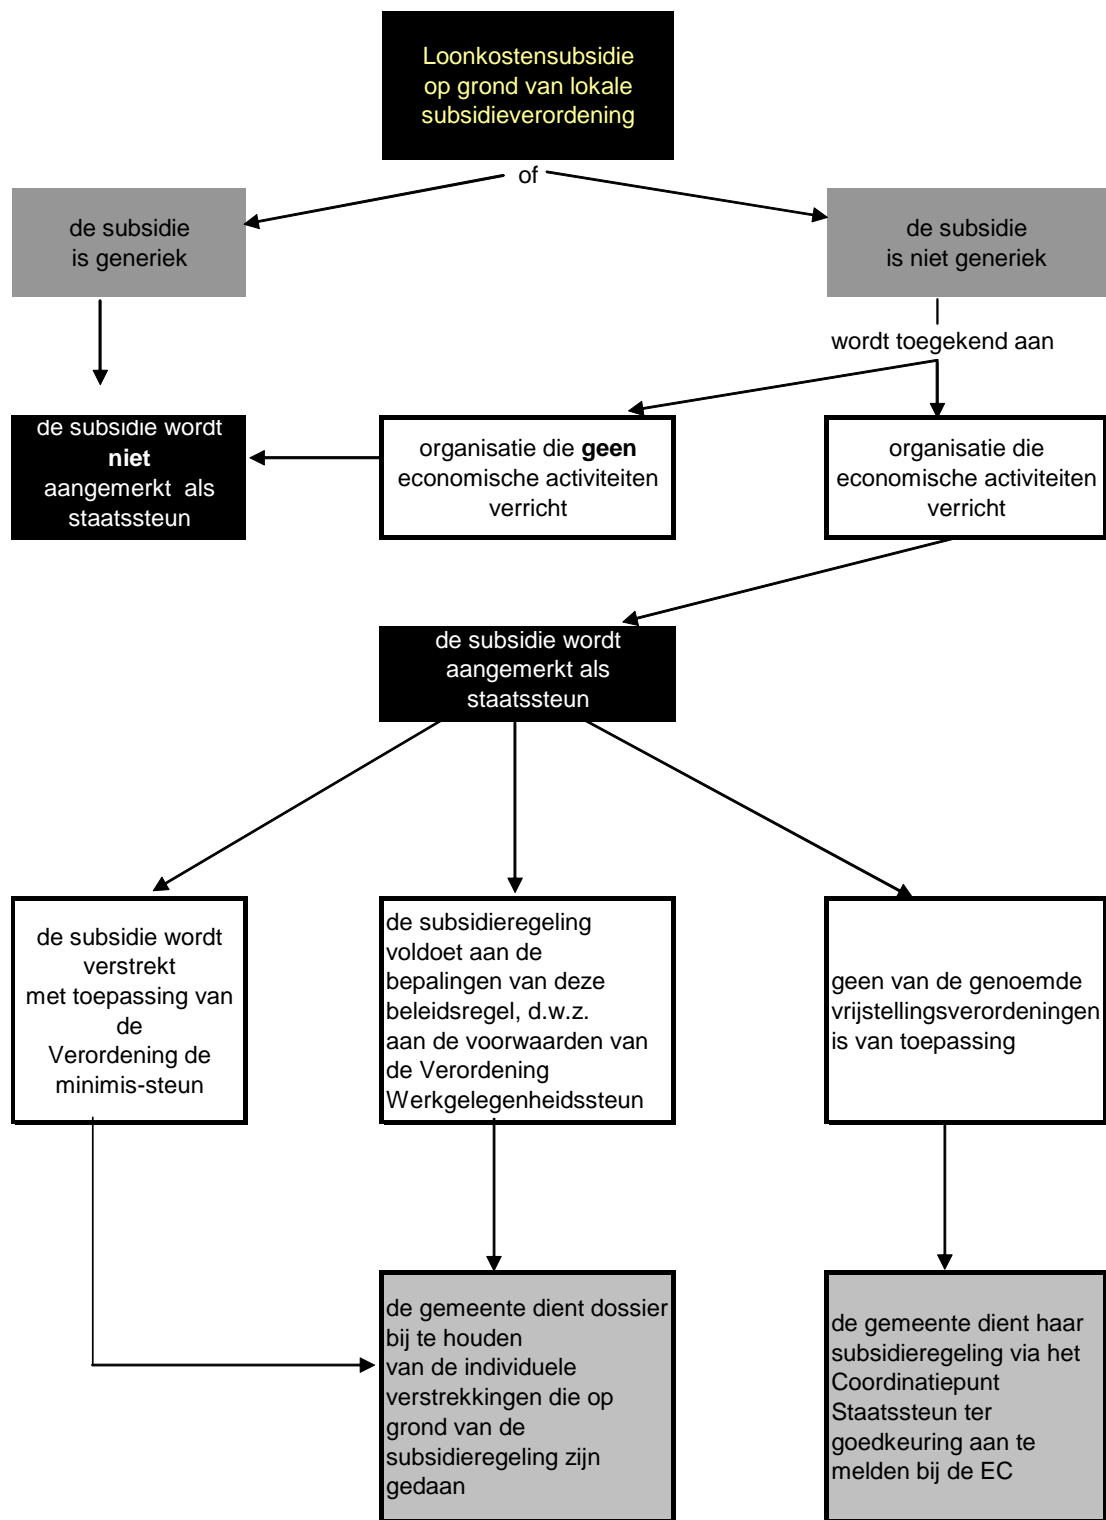 Loonkostensubsidie
op grond van lokale
subsidieverordening
of
de subsidie
is generiek
de subsidie
is niet generiek
wordt toegekend aan
de subsidie wordt
niet
aangemerkt als
staatssteun
organisatie die geen
economische activiteiten
verricht
organisatie die
economische activiteiten
verricht
de subsidie wordt
aangemerkt als
staatssteun
de subsidie wordt
verstrekt
met toepassing van
de
Verordening de
minimis-steun
de subsidieregeling
voldoet aan de
bepalingen van deze
beleidsregel, d.w.z.
aan de voorwaarden van
de Verordening
Werkgelegenheidssteun
geen van de genoemde
vrijstellingsverordeningen
is van toepassing
de gemeente dient dossier
bij te houden
van de individuele
verstrekkingen die op
grond van de
subsidieregeling zijn
gedaan
de gemeente dient haar
subsidieregeling via het
Coordinatiepunt
Staatssteun ter
goedkeuring aan te
melden bij de EC